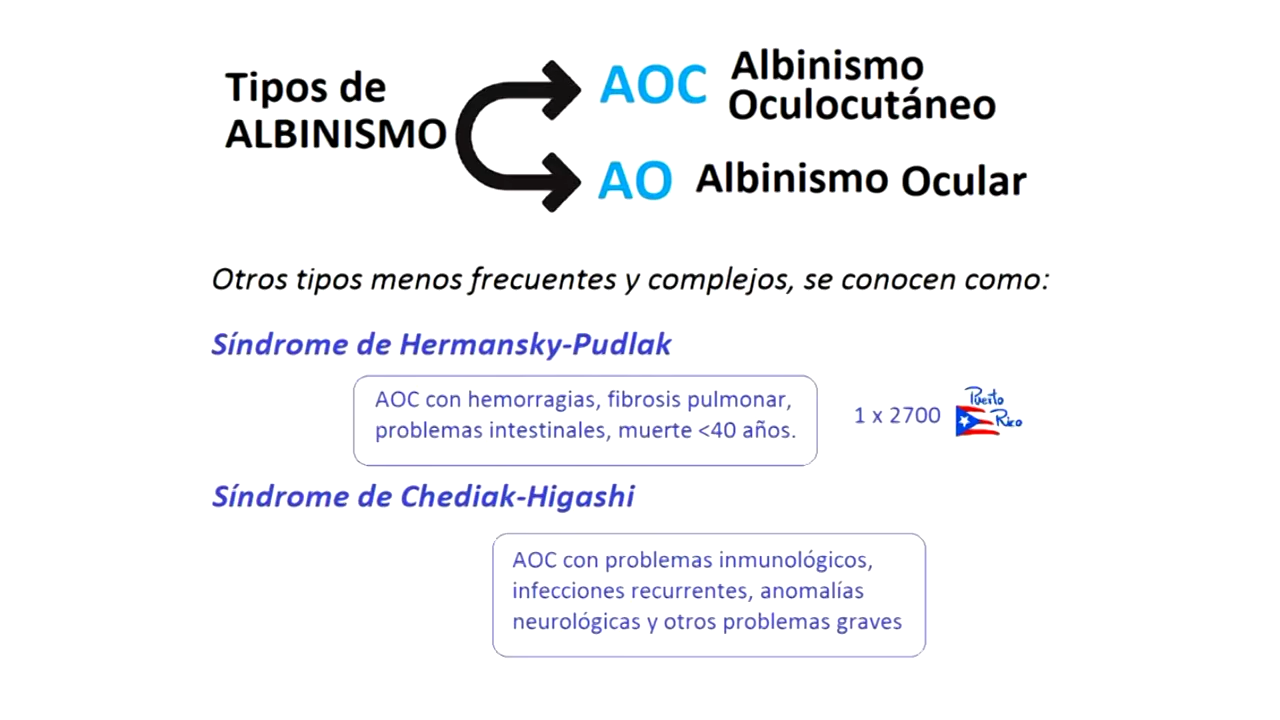 Tipos de
ALBINISMO
AOC Albinismo
Oculocutáneo
AO Albinismo Ocular
Otros tipos menos frecuentes y complejos, se conocen como:
Síndrome de Hermansky-Pudlak
AOC con hemorragias, fibrosis pulmonar,
problemas intestinales, muerte <40 años.
1 x 2700
Puerto
Rico
Síndrome de Chediak-Higashi
AOC con problemas inmunológicos,
infecciones recurrentes, anomalías
neurológicas y otros problemas graves